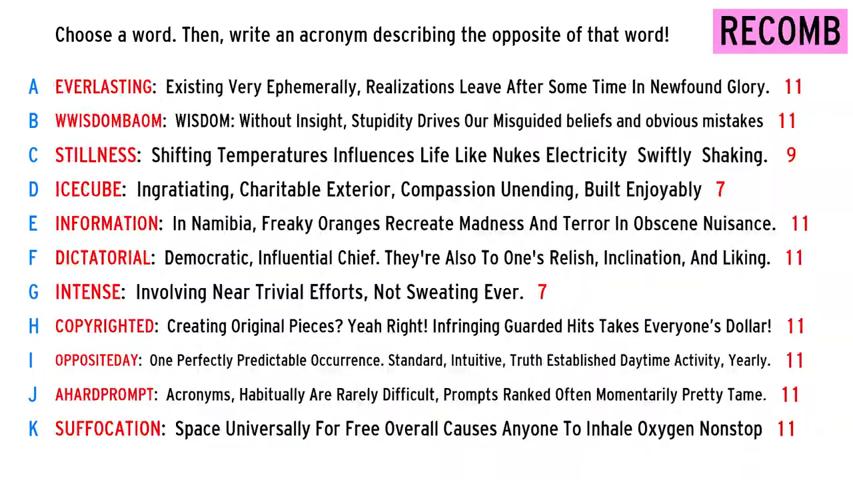 Choose a word. Then, write an acronym describing the opposite of that word!
RECOMB
A EVERLASTING: Existing Very Ephemerally, Realizations Leave After Some Time In Newfound Glory. 11
B WWISDOMBAOM: WISDOM: Without Insight, Stupidity Drives Our Misguided beliefs and obvious mistakes 11
C STILLNESS: Shifting Temperatures Influences Life Like Nukes Electricity Swiftly Shaking. 9
D ICECUBE: Ingratiating, Charitable Exterior, Compassion Unending, Built Enjoyably 7
E INFORMATION: In Namibia, Freaky Oranges Recreate Madness And Terror In Obscene Nuisance. 11
F DICTATORIAL: Democratic, Influential Chief. They're Also To One's Relish, Inclination, And Liking. 11
G INTENSE: Involving Near Trivial Efforts, Not Sweating Ever. 7
H COPYRIGHTED: Creating Original Pieces? Yeah Right! Infringing Guarded Hits Takes Everyone's Dollar! 11
I OPPOSITEDAY: One Perfectly Predictable Occurrence. Standard, Intuitive, Truth Established Daytime Activity, Yearly. 11
J AHARDPROMPT: Acronyms, Habitually Are Rarely Difficult, Prompts Ranked Often Momentarily Pretty Tame. 11
K SUFFOCATION: Space Universally For Free Overall Causes Anyone To Inhale Oxygen Nonstop 11